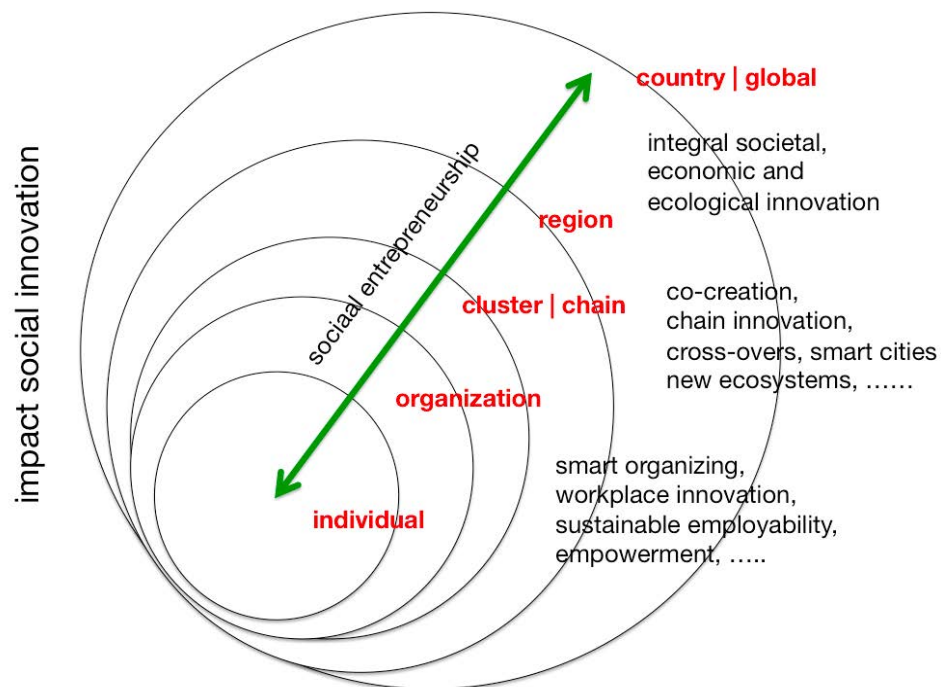 impact social innovation
sociaal entrepreneurship
country | global
integral societal,
economic and
ecological innovation
region
cluster | chain
co-creation,
chain innovation,
cross-overs, smart cities
new ecosystems, ……
organization
smart organizing,
workplace innovation,
sustainable employability,
empowerment, …..
individual